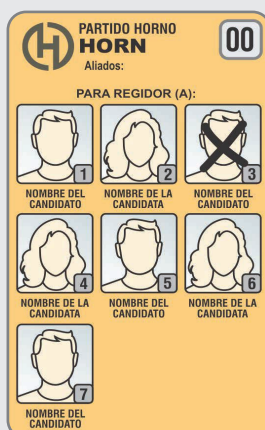 PARTIDO HORNO
HORN
00
Aliados:
PARA REGIDOR (A):
1 2 3
NOMBRE DEL CANDIDATO
NOMBRE DE LA CANDIDATA
NOMBRE DEL CANDIDATO
4 5 6
NOMBRE DE LA CANDIDATA
NOMBRE DEL CANDIDATO
NOMBRE DE LA CANDIDATA
7
NOMBRE DEL CANDIDATO